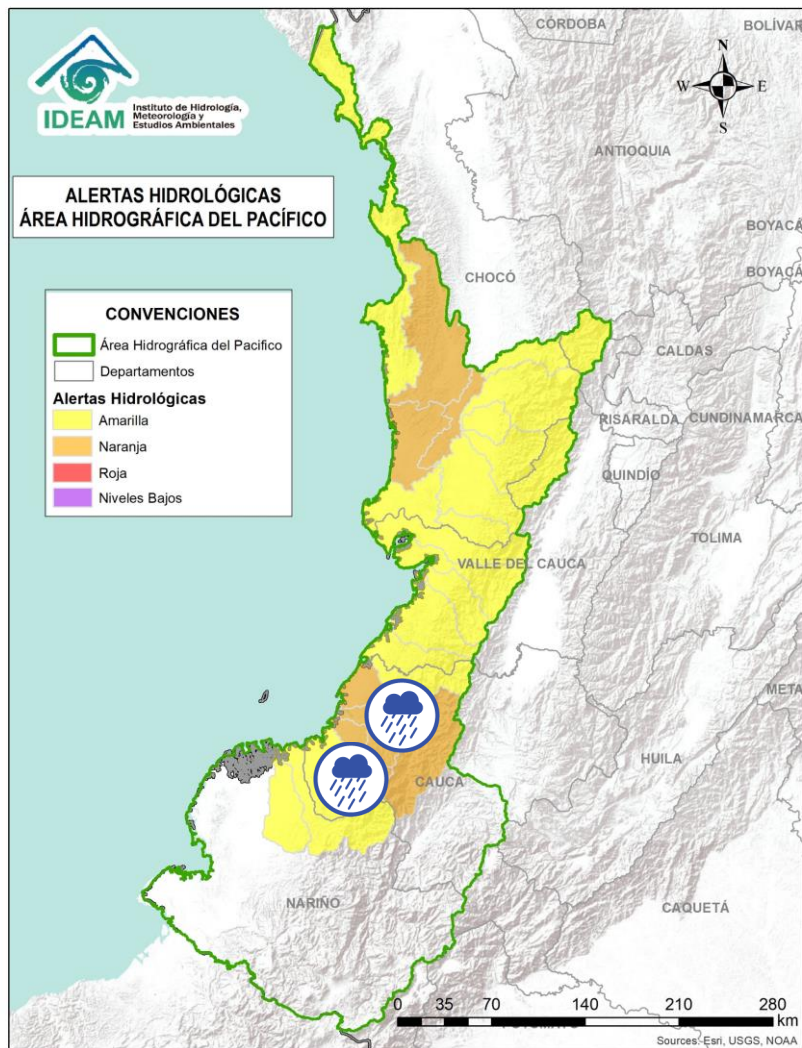 CÓRDOBA
BOLÍVAR
IDEAM
Instituto de Hidrología,
Meteorología y
Estudios Ambientales
N
W
E
S
ANTIOQUIA
ALERTAS HIDROLÓGICAS
ÁREA HIDROGRÁFICA DEL PACÍFICO
BOYACÁ
BOYACÁ
CHOCÓ
CONVENCIONES
Área Hidrográfica del Pacifico
Departamentos
Alertas Hidrológicas
Amarilla
Naranja
Roja
Niveles Bajos
CALDAS
RISARALDA
CUNDINAMARCA
QUINDÍO
TOLIMA
VALLE DEL CAUCA
META
HUILA
CAUCA
NARIÑO
CAQUETÁ
0 35 70 140 210 280
km
Sources: Esri, USGS, NOAA